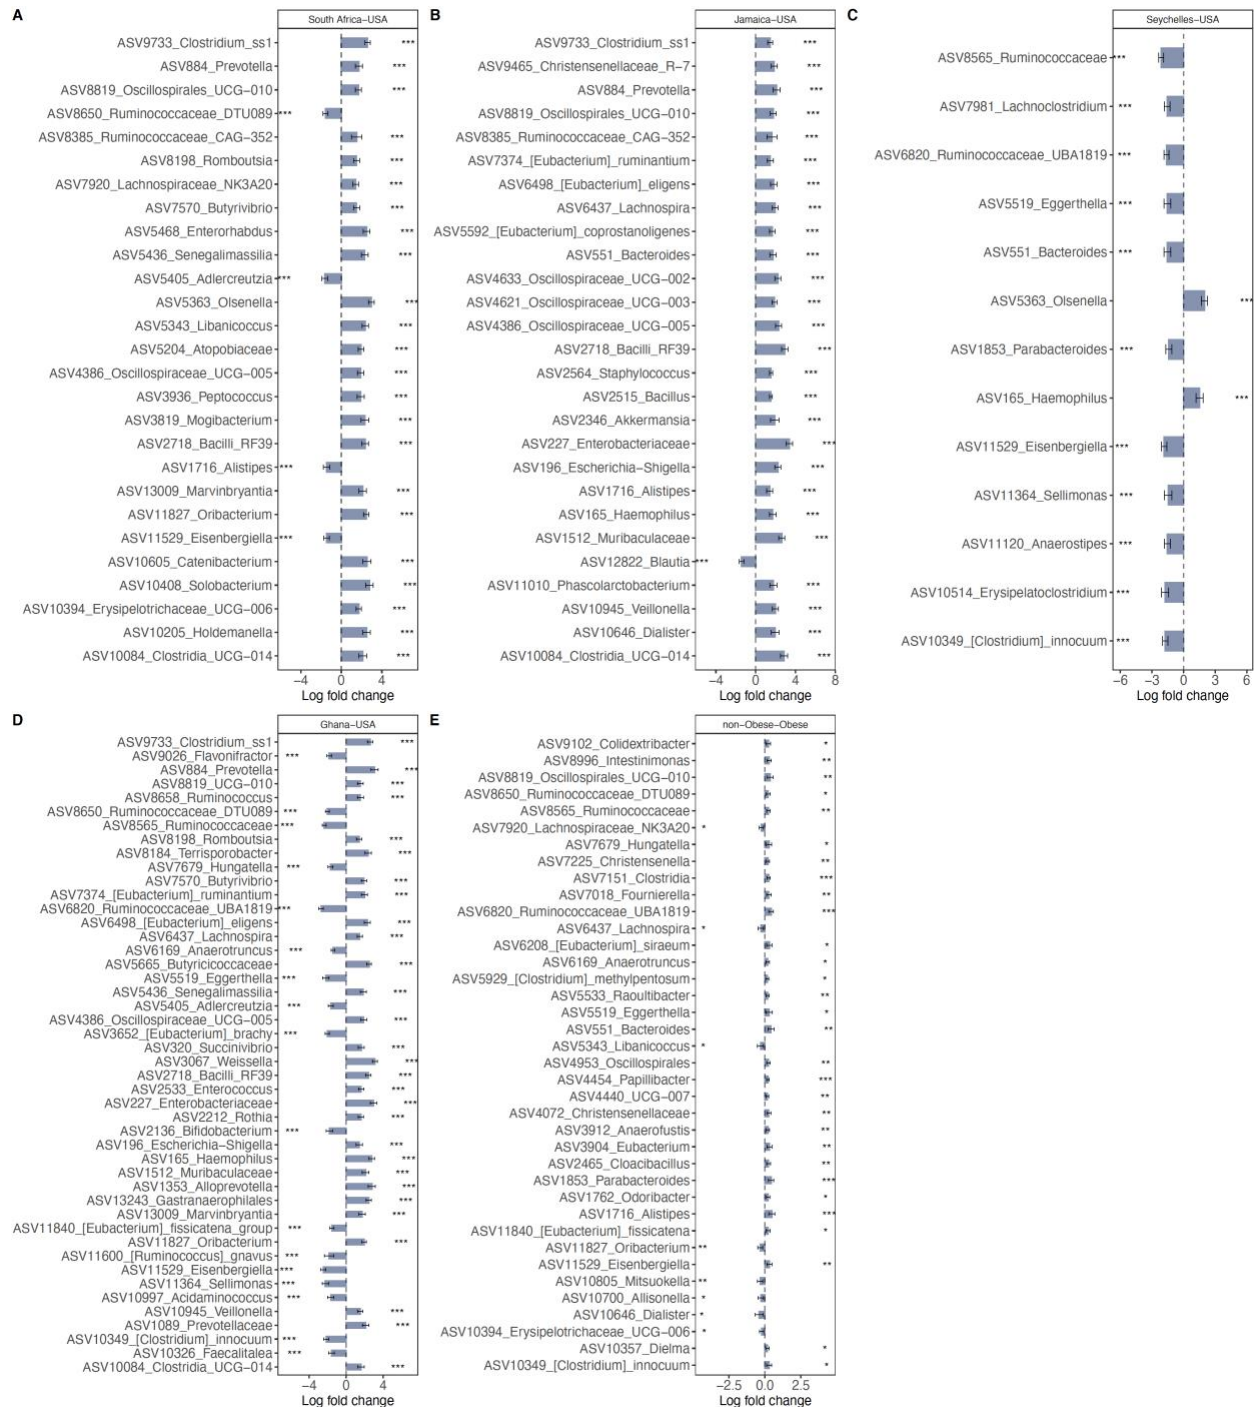 A
South Africa−USA
ASV9733_Clostridium_ss1 ***
ASV884_Prevotella ***
ASV8819_Oscillospirales_UCG-010 ***
ASV8650_Ruminococcaceae_DTU089 ***
ASV8385_Ruminococcaceae_CAG-352 ***
ASV8198_Romboutsia ***
ASV7920_Lachnospiraceae_NK3A20 ***
ASV7570_Butyrivibrio ***
ASV5468_Enterorhabdus ***
ASV5436_Senegalimassilia ***
ASV5405_Adlercreutzia ***
ASV5363_Olsenella ***
ASV5343_Libanicoccus ***
ASV5204_Atopobiaceae ***
ASV4386_Oscillospiraceae_UCG-005 ***
ASV3936_Peptococcus ***
ASV3819_Mogibacterium ***
ASV2718_Bacilli_RF39 ***
ASV1716_Alistipes ***
ASV13009_Marvinbryantia ***
ASV11827_Oribacterium ***
ASV11529_Eisenbergiella ***
ASV10605_Catenibacterium ***
ASV10408_Solobacterium ***
ASV10394_Erysipelotrichaceae_UCG-006 ***
ASV10205_Holdemanella ***
ASV10084_Clostridia_UCG-014 ***
−4 0 4
Log fold change
B
Jamaica−USA
ASV9733_Clostridium_ss1 ***
ASV9465_Christensenellaceae_R-7 ***
ASV884_Prevotella ***
ASV8819_Oscillospirales_UCG-010 ***
ASV8385_Ruminococcaceae_CAG-352 ***
ASV7374_[Eubacterium]_ruminantium ***
ASV6498_[Eubacterium]_eligens ***
ASV6437_Lachnospira ***
ASV5592_[Eubacterium]_coprostanoligenes ***
ASV551_Bacteroides ***
ASV4633_Oscillospiraceae_UCG-002 ***
ASV4621_Oscillospiraceae_UCG-003 ***
ASV4386_Oscillospiraceae_UCG-005 ***
ASV2718_Bacilli_RF39 ***
ASV2564_Staphylococcus ***
ASV2515_Bacillus ***
ASV2346_Akkermansia ***
ASV227_Enterobacteriaceae ***
ASV196_Escherichia−Shigella ***
ASV1716_Alistipes ***
ASV165_Haemophilus ***
ASV1512_Muribaculaceae ***
ASV12822_Blautia ***
ASV11010_Phascolarctobacterium ***
ASV10945_Veillonella ***
ASV10646_Dialister ***
ASV10084_Clostridia_UCG-014 ***
−4 0 4 8
Log fold change
C
Seychelles−USA
ASV8565_Ruminococcaceae ***
ASV7981_Lachnoclostridium ***
ASV6820_Ruminococcaceae_UBA1819 ***
ASV5519_Eggerthella ***
ASV551_Bacteroides ***
ASV5363_Olsenella ***
ASV1853_Parabacteroides ***
ASV165_Haemophilus ***
ASV11529_Eisenbergiella ***
ASV11364_Sellimonas ***
ASV11120_Anaerostipes ***
ASV10514_Erysipelatoclostridium ***
ASV10349_[Clostridium]_innocuum ***
−6 −3 0 3 6
Log fold change
D
Ghana−USA
ASV9733_Clostridium_ss1 ***
ASV9026_Flavonifractor ***
ASV884_Prevotella ***
ASV8819_UCG-010 ***
ASV8658_Ruminococcus ***
ASV8650_Ruminococcaceae_DTU089 ***
ASV8565_Ruminococcaceae ***
ASV8198_Romboutsia ***
ASV8184_Terrisporobacter ***
ASV7679_Hungatella ***
ASV7570_Butyrivibrio ***
ASV7374_[Eubacterium]_ruminantium ***
ASV6820_Ruminococcaceae_UBA1819 ***
ASV6498_[Eubacterium]_eligens ***
ASV6437_Lachnospira ***
ASV6169_Anaerotruncus ***
ASV5665_Butyricicoccaceae ***
ASV5519_Eggerthella ***
ASV5436_Senegalimassilia ***
ASV5405_Adlercreutzia ***
ASV4386_Oscillospiraceae_UCG-005 ***
ASV3652_[Eubacterium]_brachy ***
ASV320_Succinivibrio ***
ASV3067_Weissella ***
ASV2718_Bacilli_RF39 ***
ASV2533_Enterococcus ***
ASV227_Enterobacteriaceae ***
ASV2212_Rothia ***
ASV2136_Bifidobacterium ***
ASV196_Escherichia−Shigella ***
ASV165_Haemophilus ***
ASV1512_Muribaculaceae ***
ASV1353_Alloprevotella ***
ASV13243_Gastranaerophilales ***
ASV13009_Marvinbryantia ***
ASV11840_[Eubacterium]_fissicatena_group ***
ASV11827_Oribacterium ***
ASV11600_[Ruminococcus]_gnavus ***
ASV11529_Eisenbergiella ***
ASV11364_Sellimonas ***
ASV10997_Acidaminococcus ***
ASV10945_Veillonella ***
ASV1089_Prevotellaceae ***
ASV10349_[Clostridium]_innocuum ***
ASV10326_Faecalitalea ***
ASV10084_Clostridia_UCG-014 ***
−4 0 4
Log fold change
E
non−Obese−Obese
ASV9102_Colidextribacter *
ASV8996_Intestinimonas **
ASV8819_Oscillospirales_UCG-010 **
ASV8650_Ruminococcaceae_DTU089 *
ASV8565_Ruminococcaceae **
ASV7920_Lachnospiraceae_NK3A20 *
ASV7679_Hungatella *
ASV7225_Christensenella **
ASV7151_Clostridia ***
ASV7018_Fournierella **
ASV6820_Ruminococcaceae_UBA1819 ***
ASV6437_Lachnospira *
ASV6208_[Eubacterium]_siraeum *
ASV6169_Anaerotruncus *
ASV5929_[Clostridium]_methylpentosum *
ASV5533_Raoultibacter **
ASV5519_Eggerthella *
ASV551_Bacteroides **
ASV5343_Libanicoccus *
ASV4953_Oscillospirales **
ASV4454_Papillibacter ***
ASV4440_UCG-007 **
ASV4072_Christensenellaceae **
ASV3912_Anaerofustis **
ASV3904_Eubacterium **
ASV2465_Cloacibacillus **
ASV1853_Parabacteroides ***
ASV1762_Odoribacter *
ASV1716_Alistipes ***
ASV11840_[Eubacterium]_fissicatena *
ASV11827_Oribacterium **
ASV11529_Eisenbergiella **
ASV10805_Mitsuokella **
ASV10700_Allisonella *
ASV10646_Dialister *
ASV10394_Erysipelotrichaceae_UCG-006 *
ASV10357_Dielma *
ASV10349_[Clostridium]_innocuum *
−2.5 0.0 2.5
Log fold change